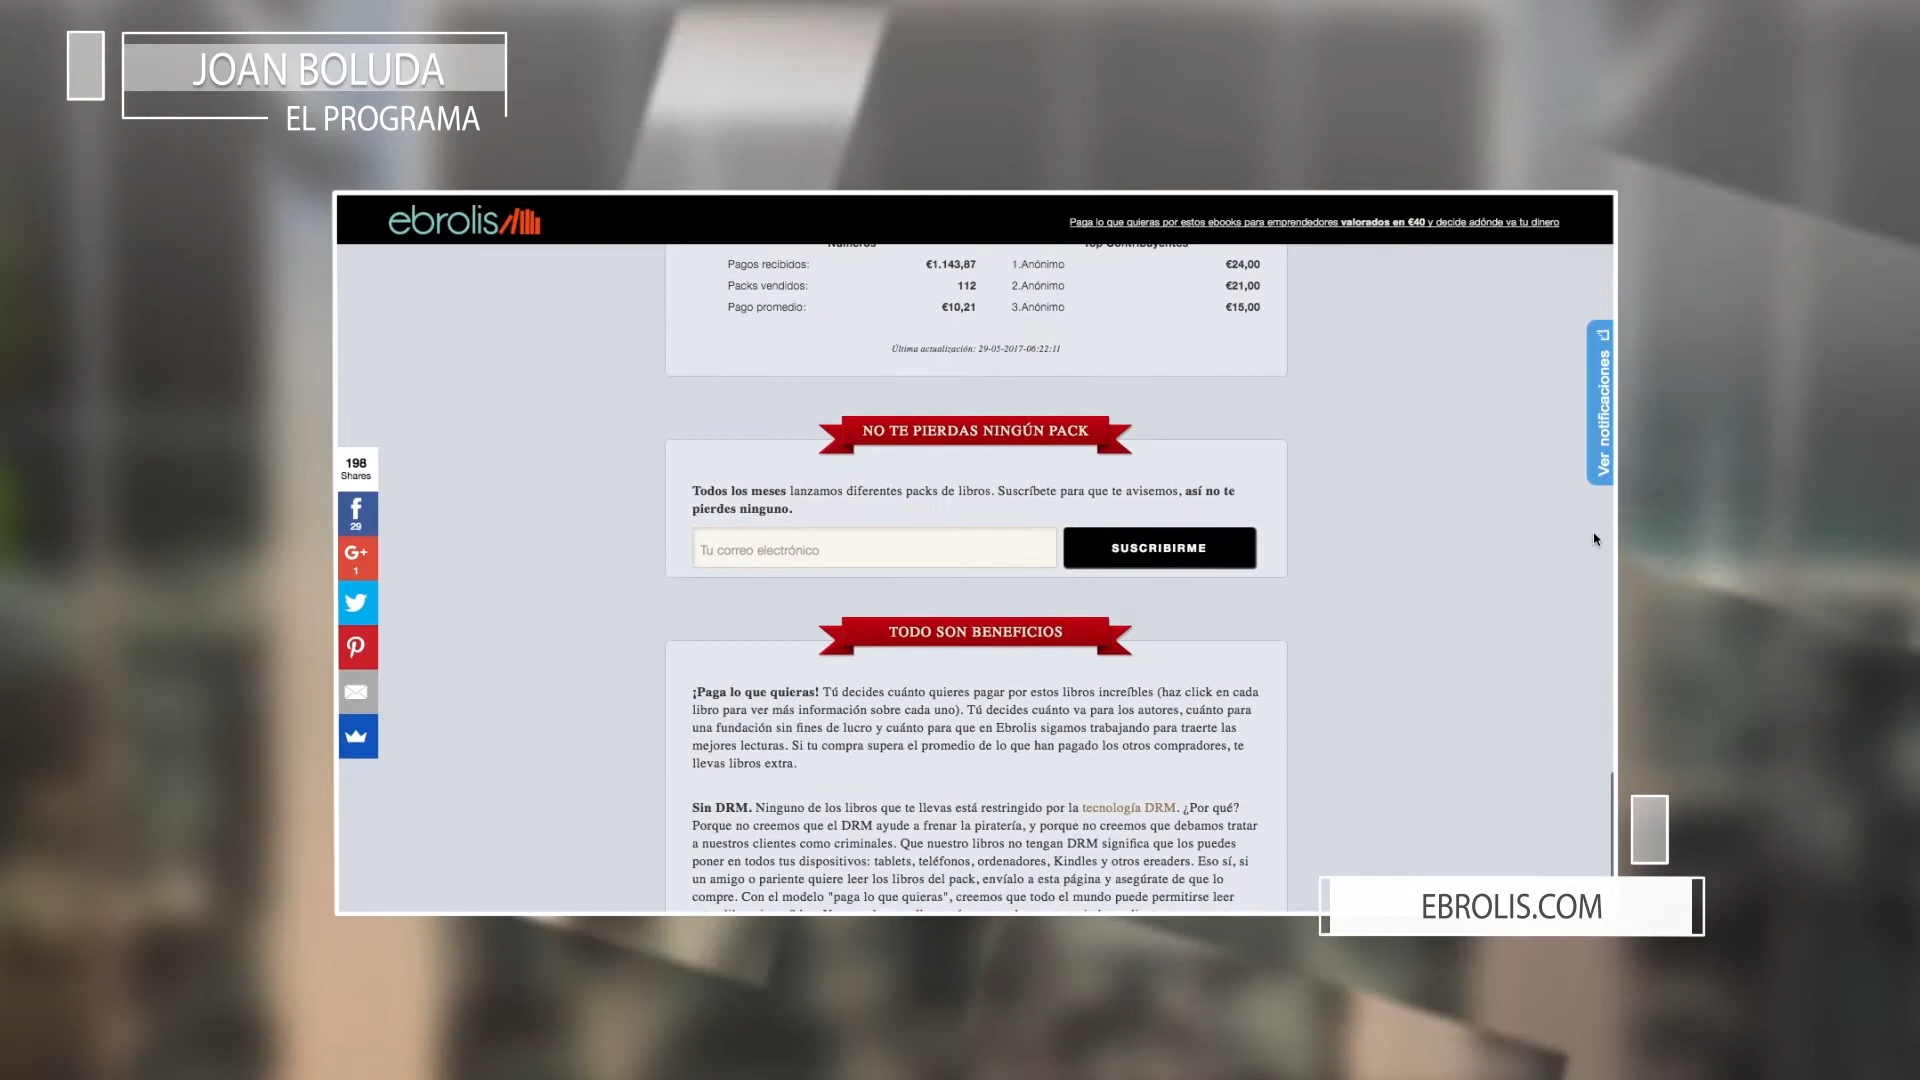 JOAN BOLUDA
EL PROGRAMA
ebrolis
Paga lo que quieras por estos ebooks para emprendedores valorados en €40 y decide adónde va tu dinero
Números Top Contribuyentes
Pagos recibidos: €1.143,87 1.Anónimo €24,00
Packs vendidos: 112 2.Anónimo €21,00
Pago promedio: €10,21 3.Anónimo €15,00
Última actualización: 29-05-2017-06:22:11
Ver notificaciones
NO TE PIERDAS NINGÚN PACK
198
Shares
f
29
G+
1
Todos los meses lanzamos diferentes packs de libros. Suscríbete para que te avisemos, así no te
pierdes ninguno.
Tu correo electrónico
SUSCRIBIRME
TODO SON BENEFICIOS
¡Paga lo que quieras! Tú decides cuánto quieres pagar por estos libros increíbles (haz click en cada
libro para ver más información sobre cada uno). Tú decides cuánto va para los autores, cuánto para
una fundación sin fines de lucro y cuánto para que en Ebrolis sigamos trabajando para traerte las
mejores lecturas. Si tu compra supera el promedio de lo que han pagado los otros compradores, te
llevas libros extra.
Sin DRM. Ninguno de los libros que te llevas está restringido por la tecnología DRM. ¿Por qué?
Porque no creemos que el DRM ayude a frenar la piratería, y porque no creemos que debamos tratar
a nuestros clientes como criminales. Que nuestro libros no tengan DRM significa que los puedes
poner en todos tus dispositivos: tablets, teléfonos, ordenadores, Kindles y otros ereaders. Eso sí, si
un amigo o pariente quiere leer los libros del pack, envíalo a esta página y asegúrate de que lo
compre. Con el modelo "paga lo que quieras", creemos que todo el mundo puede permitirse leer
EBROLIS.COM